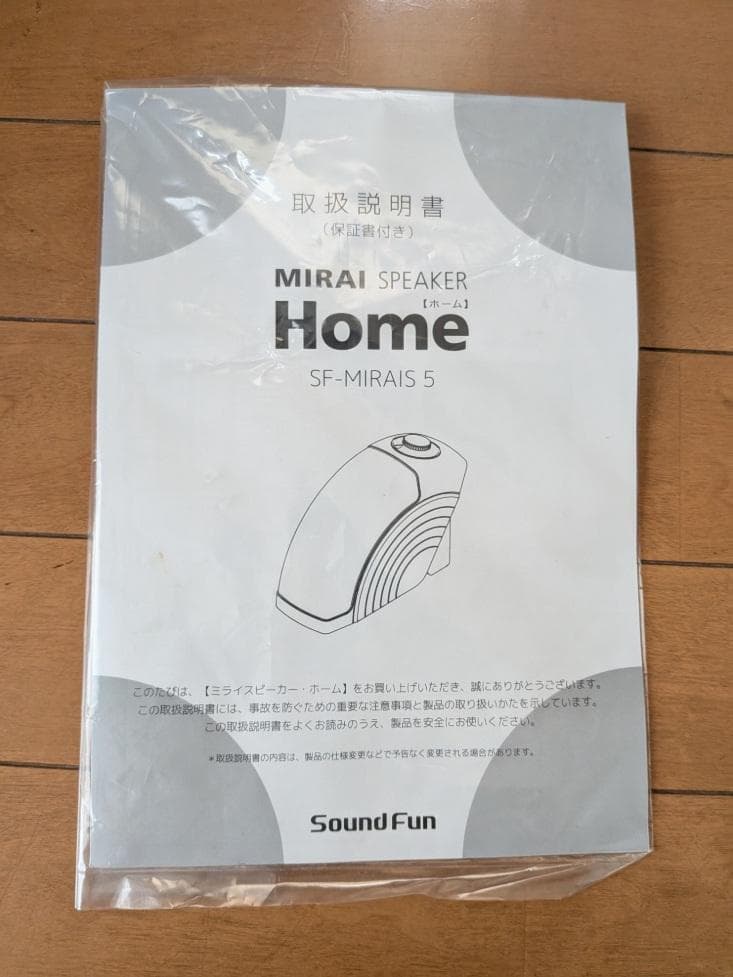 取扱説明書
（保証書付き）
MIRAI SPEAKER
【ホーム】
Home
SF-MIRAIS 5
このたびは、【ミライスピーカー・ホーム】をお買い上げいただき、誠にありがとうございます。
この取扱説明書には、事故を防ぐための重要な注意事項と製品の取り扱いかたを示しています。
この取扱説明書をよくお読みのうえ、製品を安全にお使いください。
＊取扱説明書の内容は、製品の仕様変更などで予告なく変更される場合があります。
SoundFun